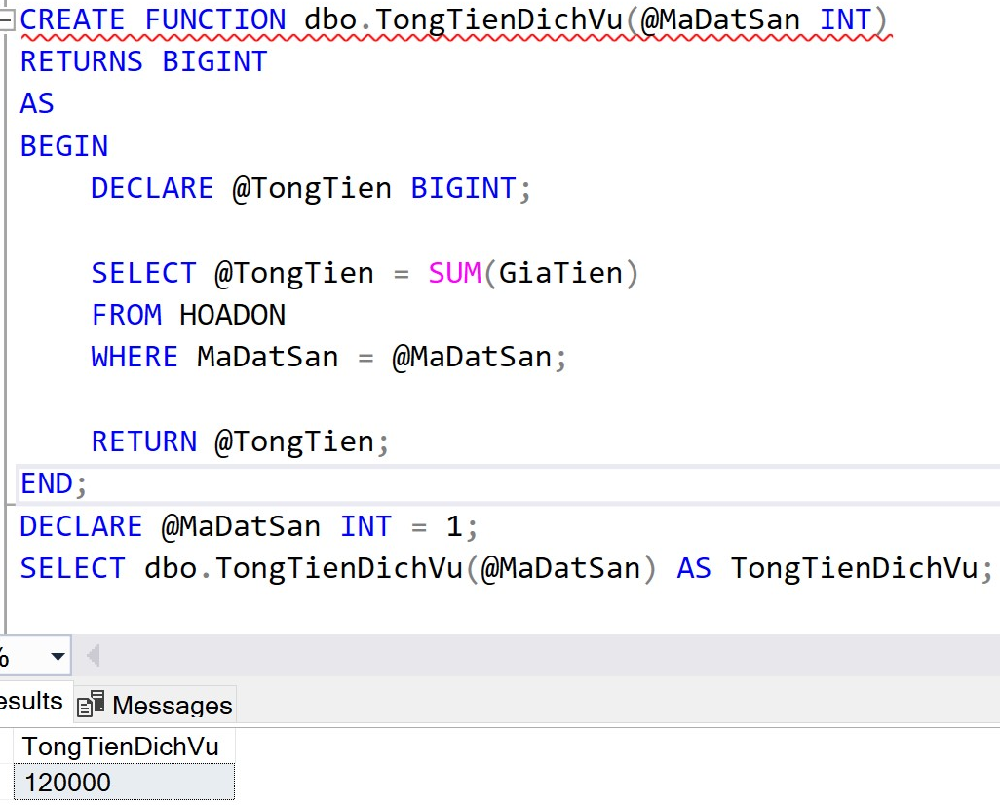 CREATE FUNCTION dbo.TongTienDichVu(@MaDatSan INT)
RETURNS BIGINT
AS
BEGIN
DECLARE @TongTien BIGINT;
SELECT @TongTien = SUM(GiaTien)
FROM HOADON
WHERE MaDatSan = @MaDatSan;
RETURN @TongTien;
END;
DECLARE @MaDatSan INT = 1;
SELECT dbo.TongTienDichVu(@MaDatSan) AS TongTienDichVu;
%
esults Messages
TongTienDichVu
120000